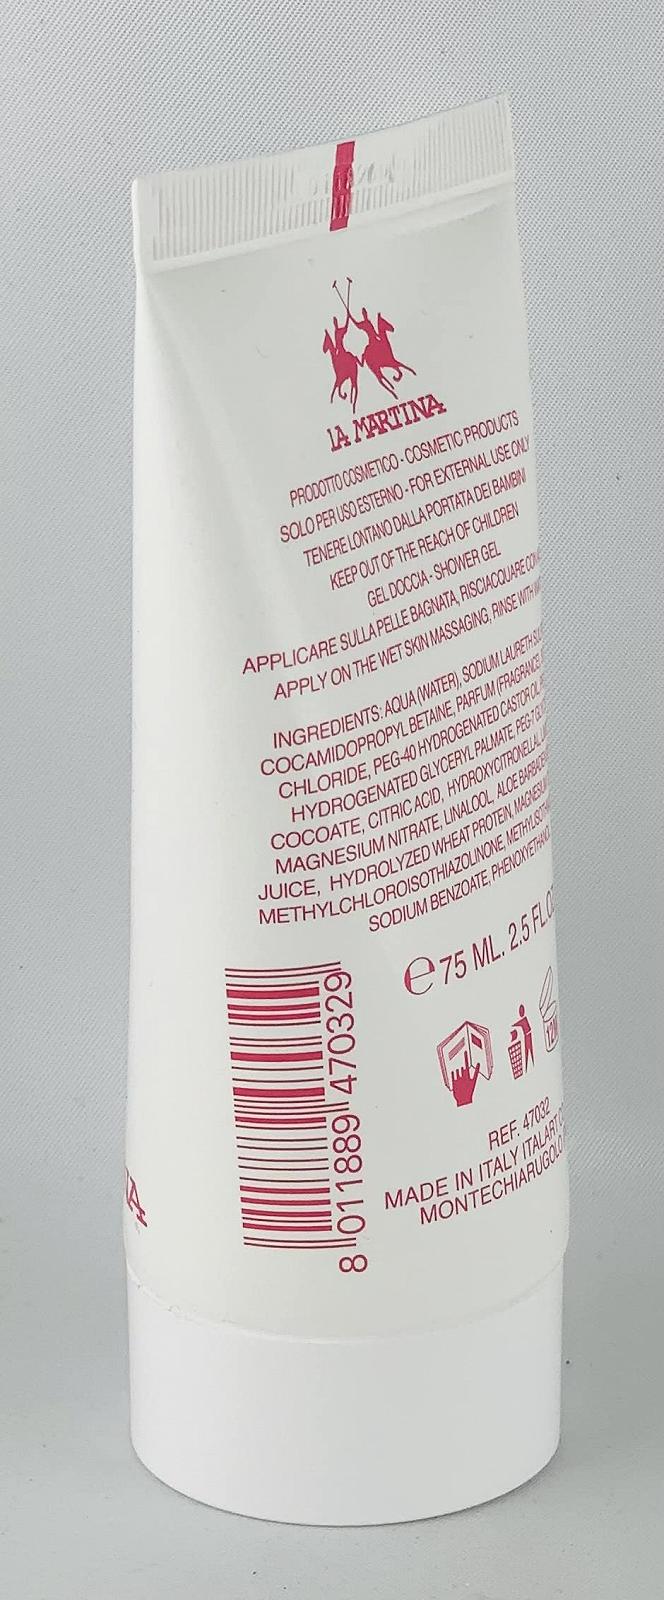 LA MARTINA
PRODOTTO COSMETICO - COSMETIC PRODUCTS
SOLO PER USO ESTERNO - FOR EXTERNAL USE ONLY
TENERE LONTANO DALLA PORTATA DEI BAMBINI
KEEP OUT OF THE REACH OF CHILDREN
GEL DOCCIA - SHOWER GEL
APPLICARE SULLA PELLE BAGNATA, RISCIACQUARE CON
APPLY ON THE WET SKIN MASSAGING, RINSE WITH
INGREDIENTS: AQUA (WATER), SODIUM LAURETH
COCAMIDOPROPYL BETAINE, PARFUM (FRAGRANCE),
CHLORIDE, PEG-40 HYDROGENATED CASTOR OIL,
HYDROGENATED GLYCERYL PALMATE, PEG-7
COCOATE, CITRIC ACID, HYDROXYCITRONELLAL,
MAGNESIUM NITRATE, LINALOOL, ALOE
JUICE, HYDROLYZED WHEAT PROTEIN, MAGNESIUM
METHYLCHLOROISOTHIAZOLINONE,
SODIUM BENZOATE,
℮ 75 ML. 2.5 FL.OZ
12M
REF. 47032
MADE IN ITALY ITALART
MONTECHIARUGOLO
8 011889 470329